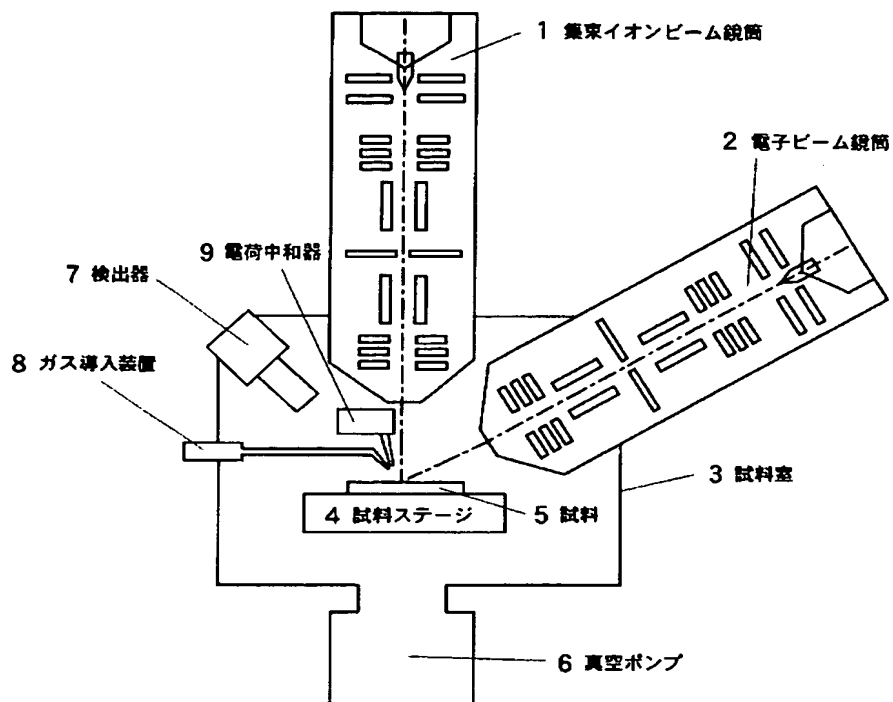 1 集束イオンビーム鏡筒
2 電子ビーム鏡筒
9 電荷中和器
7 検出器
8 ガス導入装置
3 試料室
4 試料ステージ
5 試料
6 真空ポンプ